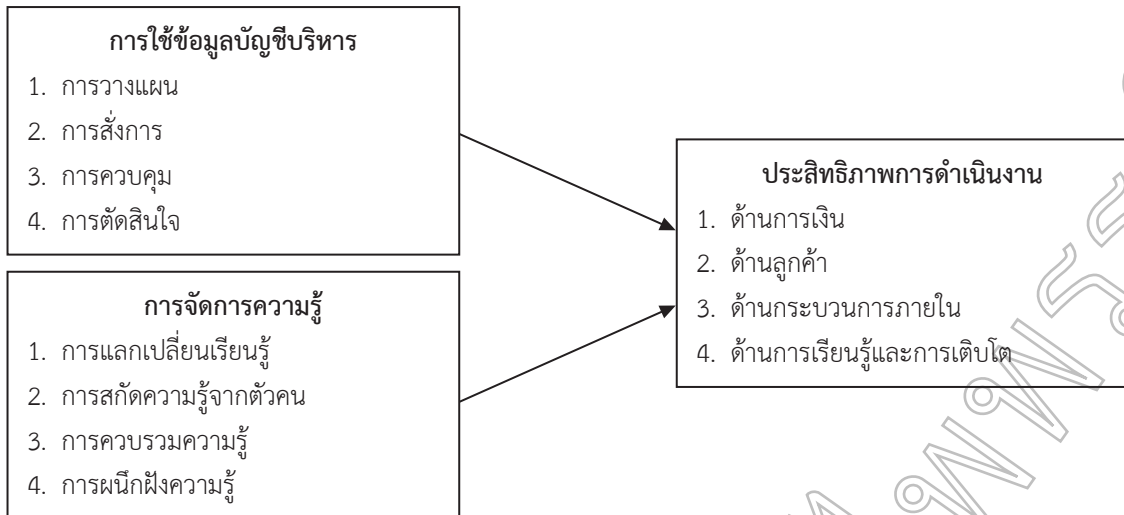 การใช้ข้อมูลบัญชีบริหาร
1. การวางแผน
2. การสั่งการ
3. การควบคุม
4. การตัดสินใจ
การจัดการความรู้
1. การแลกเปลี่ยนเรียนรู้
2. การสกัดความรู้จากตัวคน
3. การควบรวมความรู้
4. การผนึกฝังความรู้
ประสิทธิภาพการดำเนินงาน
1. ด้านการเงิน
2. ด้านลูกค้า
3. ด้านกระบวนการภายใน
4. ด้านการเรียนรู้และการเติบโต